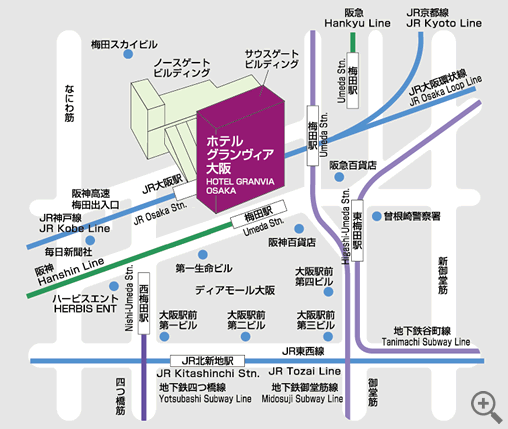 阪急
Hankyu Line
JR京都線
JR Kyoto Line
梅田スカイビル
ノースゲート
ビルディング
サウスゲート
ビルディング
梅田駅
Umeda Stn.
JR大阪環状線
JR Osaka Loop Line
なにわ筋
梅田駅
Umeda Stn.
ホテル
グランヴィア
大阪
HOTEL GRANVIA
OSAKA
阪急百貨店
JR大阪駅
JR Osaka Stn.
阪神高速
梅田出入口
JR神戸線
JR Kobe Line
梅田駅
Umeda Stn.
東梅田駅
Higashi-Umeda Stn.
曽根崎警察署
毎日新聞社
阪神百貨店
阪神
Hanshin Line
第一生命ビル
新御堂筋
ハービスエント
HERBIS ENT
西梅田駅
Nishi-Umeda Stn.
ディアモール大阪
大阪駅前
第四ビル
大阪駅前
第一ビル
大阪駅前
第二ビル
大阪駅前
第三ビル
地下鉄谷町線
Tanimachi Subway Line
JR東西線
JR北新地駅
JR Kitashinchi Stn.
JR Tozai Line
四つ橋筋
地下鉄四つ橋線
Yotsubashi Subway Line
地下鉄御堂筋線
Midosuji Subway Line
御堂筋